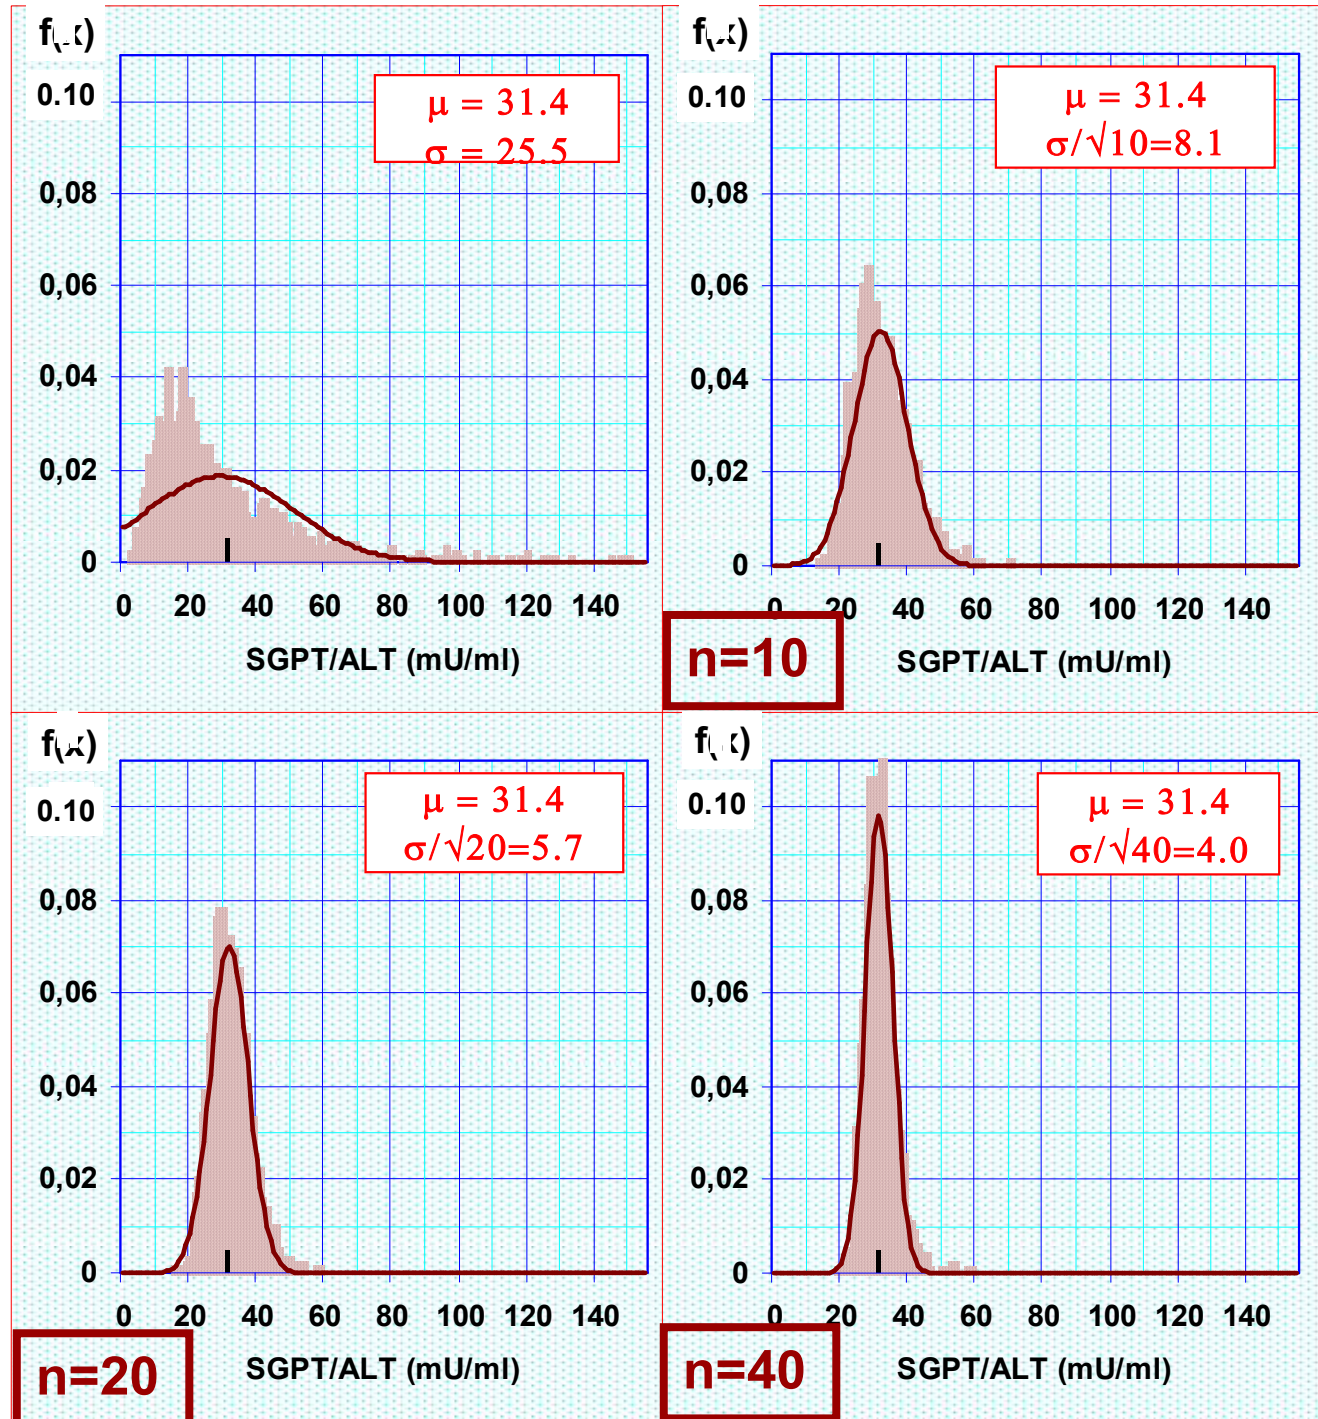 f(x)
0.10
0,08
0,06
0,04
0,02
0
μ = 31.4
σ = 25.5
0 20 40 60 80 100 120 140
SGPT/ALT (mU/ml)
f(x)
0.10
0,08
0,06
0,04
0,02
0
μ = 31.4
σ/√10=8.1
0 20 40 60 80 100 120 140
SGPT/ALT (mU/ml)
n=10
f(x)
0.10
0,08
0,06
0,04
0,02
0
μ = 31.4
σ/√20=5.7
0 20 40 60 80 100 120 140
SGPT/ALT (mU/ml)
n=20
f(x)
0.10
0,08
0,06
0,04
0,02
0
μ = 31.4
σ/√40=4.0
0 20 40 60 80 100 120 140
SGPT/ALT (mU/ml)
n=40